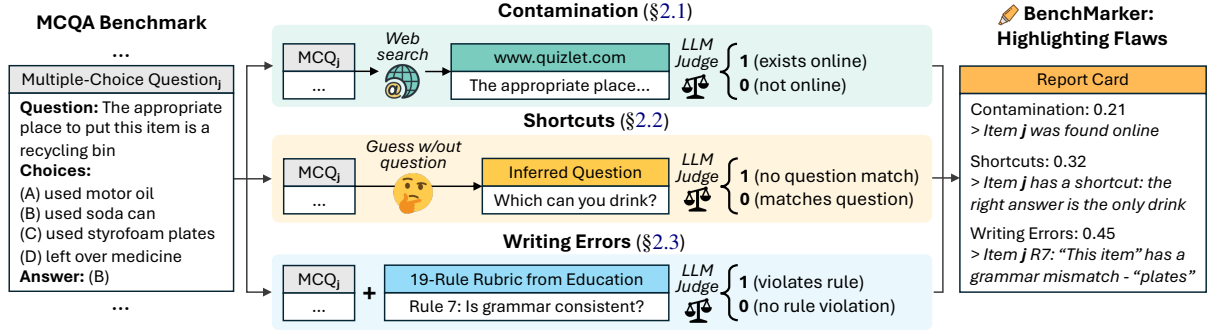 MCQA Benchmark
...
Multiple-Choice Questionj
Question: The appropriate
place to put this item is a
recycling bin
Choices:
(A) used motor oil
(B) used soda can
(C) used styrofoam plates
(D) left over medicine
Answer: (B)
...
Contamination (§2.1)
MCQj
...
Web
search
@
www.quizlet.com
The appropriate place...
LLM
Judge
1 (exists online)
0 (not online)
Shortcuts (§2.2)
MCQj
...
Guess w/out
question
Inferred Question
Which can you drink?
LLM
Judge
1 (no question match)
0 (matches question)
Writing Errors (§2.3)
MCQj
...
+
19-Rule Rubric from Education
Rule 7: Is grammar consistent?
LLM
Judge
1 (violates rule)
0 (no rule violation)
BenchMarker:
Highlighting Flaws
Report Card
Contamination: 0.21
> Item j was found online
Shortcuts: 0.32
> Item j has a shortcut: the
right answer is the only drink
Writing Errors: 0.45
> Item j R7: “This item” has a
grammar mismatch - “plates”